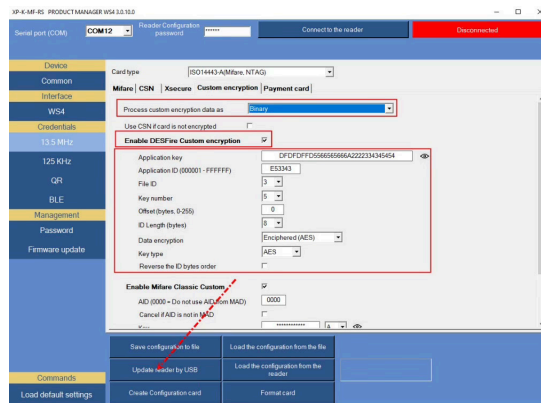 XP-K-MF-RS PRODUCT MANAGER WS4 3.0.10.0
Serial port (COM) COM12 Reader Configuration password ****** Connect to the reader Disconnected
Device
Common
Interface
WS4
Credentials
13.5 MHz
125 KHz
QR
BLE
Management
Password
Firmware update
Commands
Load default settings
Card type ISO14443-A(Mifare, NTAG)
Mifare CSN Xsecure Custom encryption Payment card
Process custom encryption data as Binary
Use CSN if card is not encrypted
Enable DESFire Custom encryption
Application key
Application ID (000001 - FFFFFF) E53343
File ID 3
Key number 5
Offset (bytes, 0-255) 0
ID Length (bytes) 8
Data encryption Enciphered (AES)
Key type AES
Reverse the ID bytes order
Enable Mifare Classic Custom
AID (0000 = Do not use AID from MAD) 0000
Cancel if AID is not in MAD
************ A
Save configuration to file Load the configuration from the file
Update reader by USB Load the configuration from the reader
Create Configuration card Format card